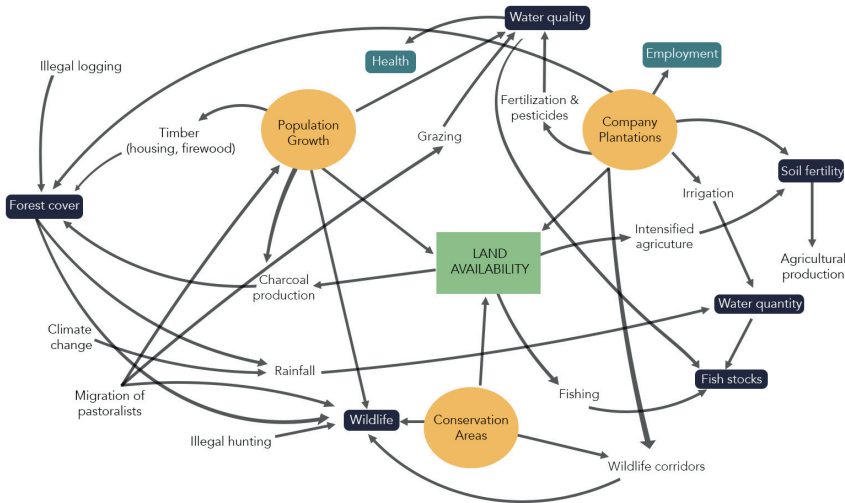 Water quality
Health
Employment
Illegal logging
Fertilization &
pesticides
Company
Plantations
Population
Growth
Timber
(housing, firewood)
Grazing
Soil fertility
Irrigation
Forest cover
Intensified
agricuture
LAND
AVAILABILITY
Agricultural
production
Charcoal
production
Water quantity
Climate
change
Rainfall
Fish stocks
Migration of
pastoralists
Fishing
Wildlife
Conservation
Areas
Illegal hunting
Wildlife corridors